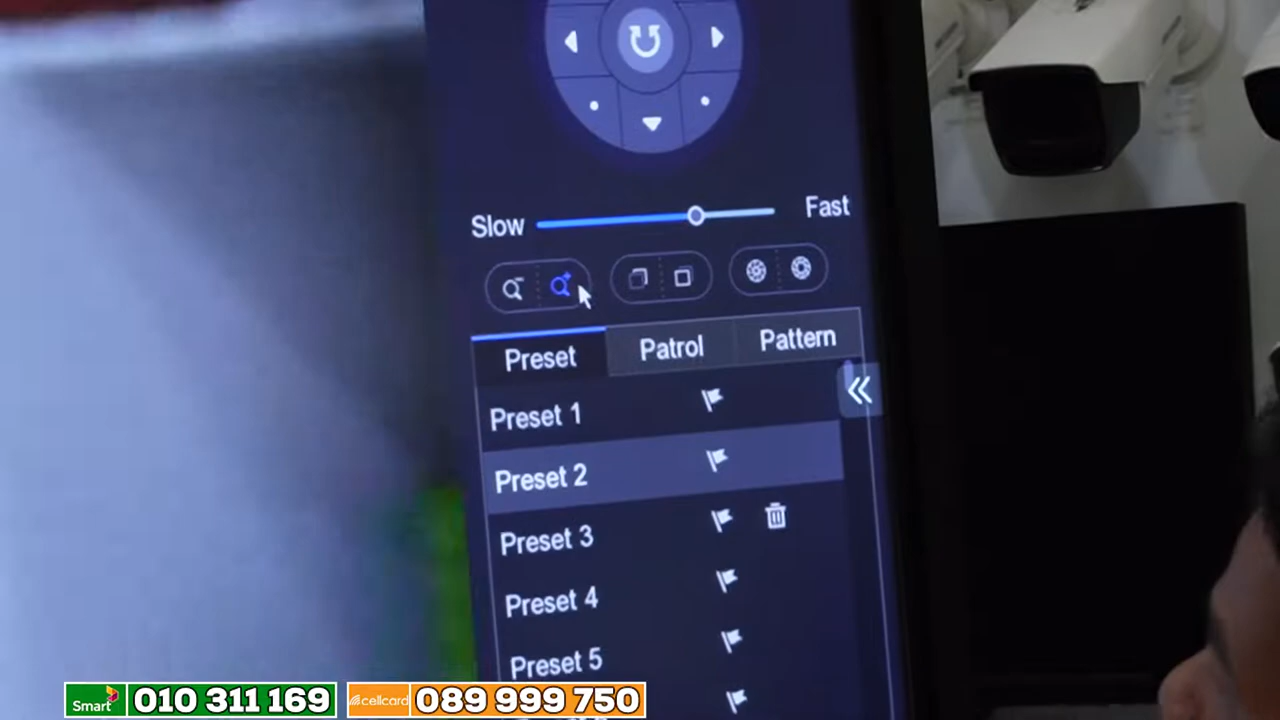 Slow Fast
Preset Patrol Pattern
Preset 1
Preset 2
Preset 3
Preset 4
Preset 5
Smart 010 311 169 cellcard 089 999 750